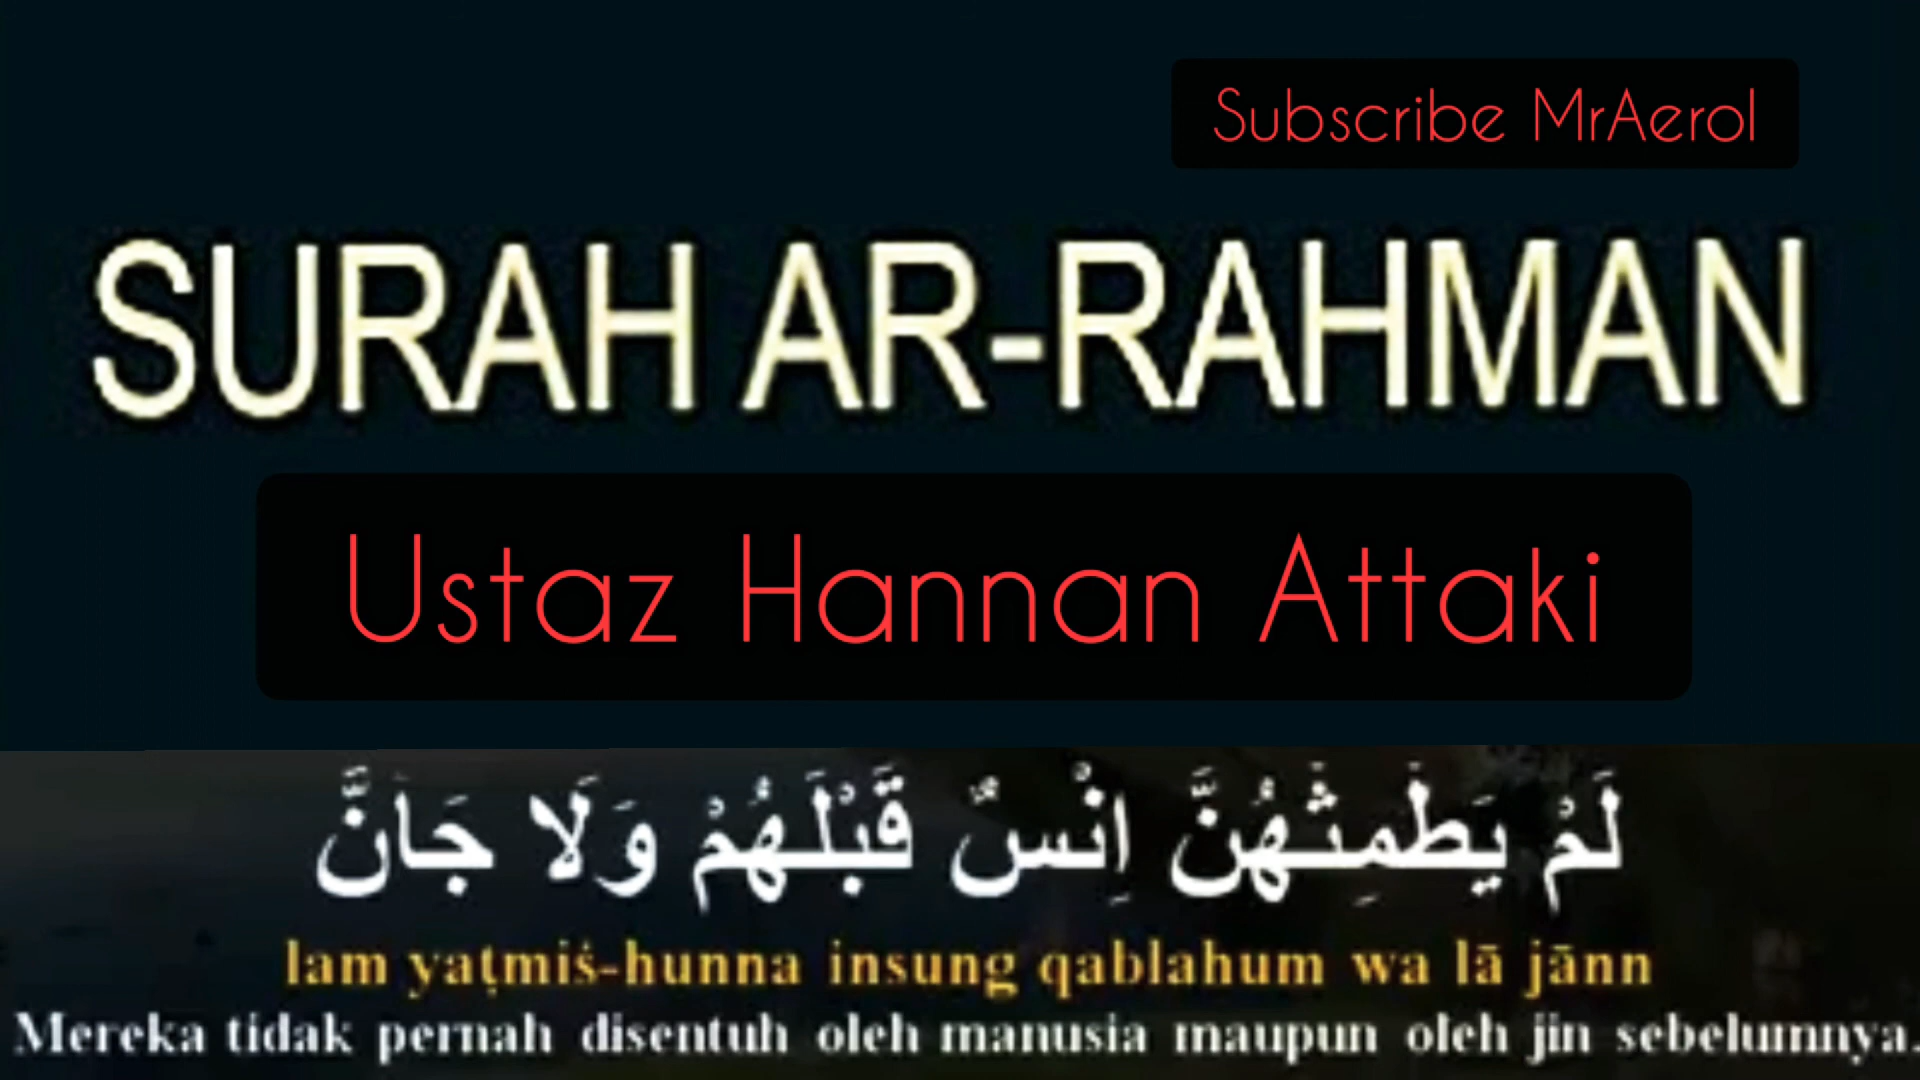 Subscribe MrAerol
SURAH AR-RAHMAN
Ustaz Hannan Attaki
لَمْ يَطْمِثْهُنَّ اِنْسٌ قَبْلَهُمْ وَلَا جَاۤنٌّ
lam yaṭmiṡ-hunna insung qablahum wa lā jānn
Mereka tidak pernah disentuh oleh manusia maupun oleh jin sebelumnya.